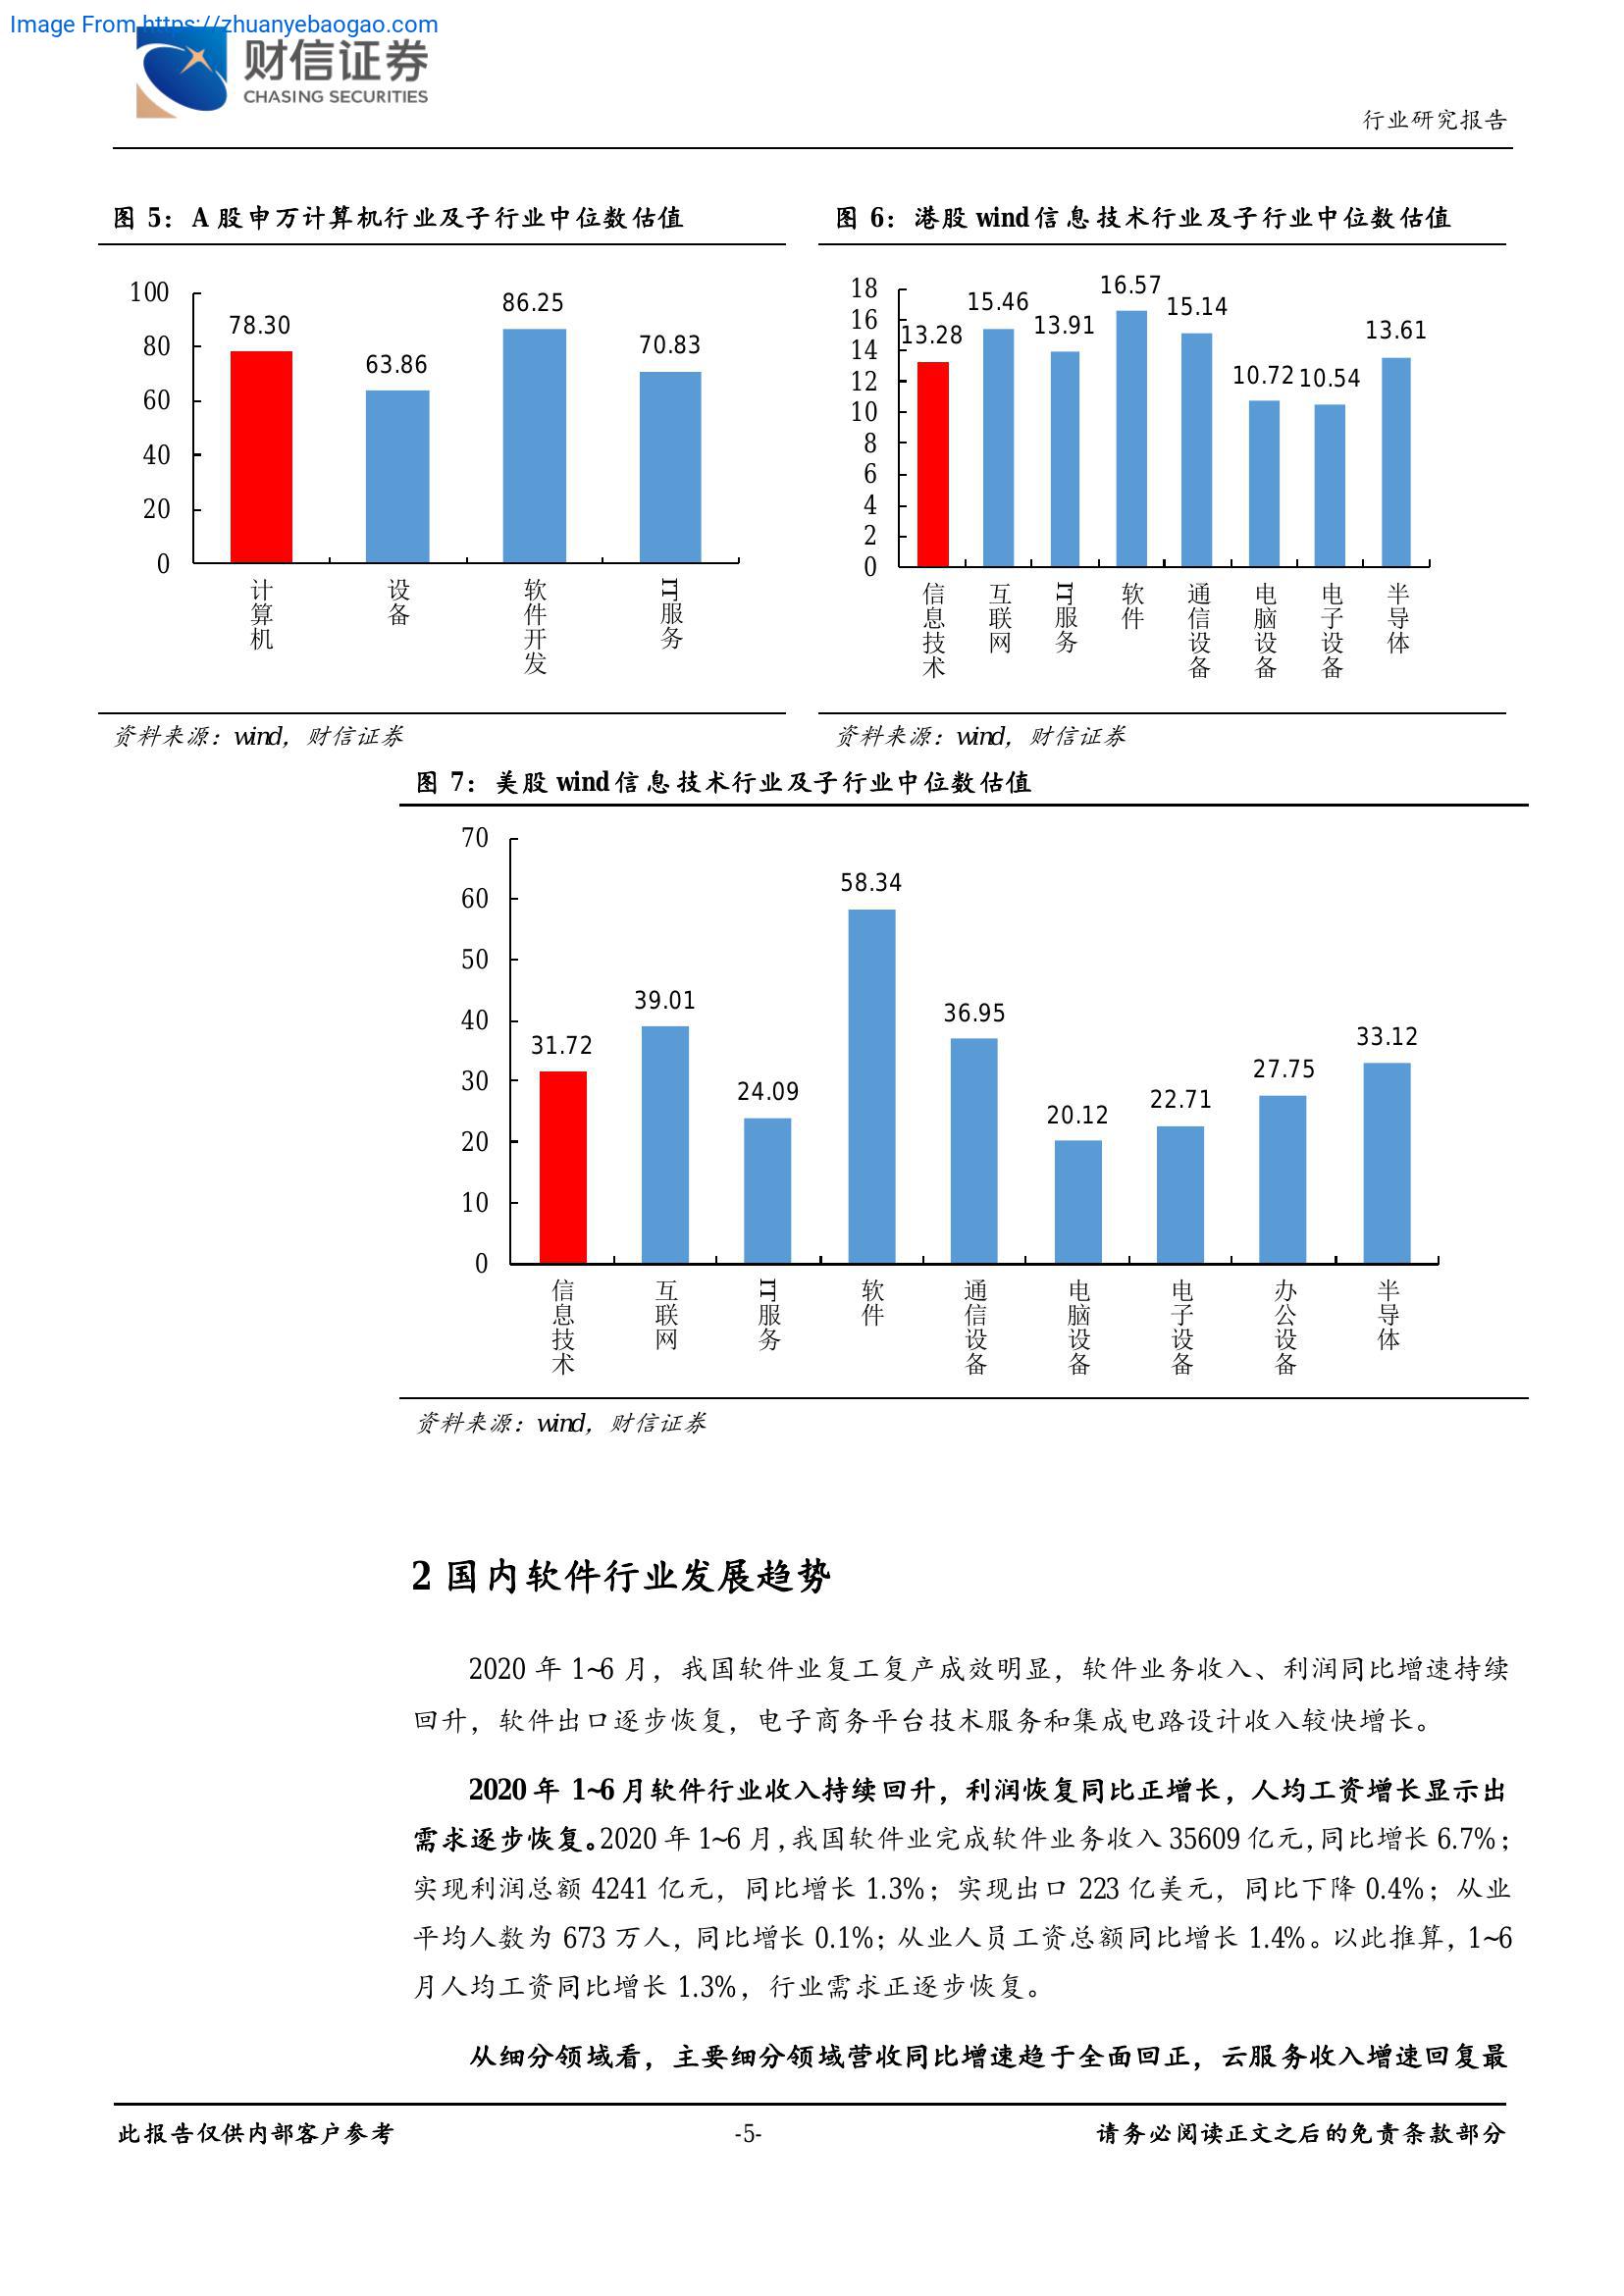 Image From https://zhuanyebaogao.com
财信证券
CHASING SECURITIES
行业研究报告
图 5：A 股申万计算机行业及子行业中位数估值
100
80
60
40
20
0
78.30
63.86
86.25
70.83
计算机
设备
软件开发
IT服务
资料来源：wind，财信证券
图 6：港股 wind 信息技术行业及子行业中位数估值
18
16
14
12
10
8
6
4
2
0
13.28
15.46
13.91
16.57
15.14
10.72
10.54
13.61
信息技术
互联网
IT服务
软件
通信设备
电脑设备
电子设备
半导体
资料来源：wind，财信证券
图 7：美股 wind 信息技术行业及子行业中位数估值
70
60
50
40
30
20
10
0
31.72
39.01
24.09
58.34
36.95
20.12
22.71
27.75
33.12
信息技术
互联网
IT服务
软件
通信设备
电脑设备
电子设备
办公设备
半导体
资料来源：wind，财信证券
2 国内软件行业发展趋势
2020 年 1~6 月，我国软件业复工复产成效明显，软件业务收入、利润同比增速持续
回升，软件出口逐步恢复，电子商务平台技术服务和集成电路设计收入较快增长。
2020 年 1~6 月软件行业收入持续回升，利润恢复同比正增长，人均工资增长显示出
需求逐步恢复。2020 年 1~6 月，我国软件业完成软件业务收入 35609 亿元，同比增长 6.7%；
实现利润总额 4241 亿元，同比增长 1.3%；实现出口 223 亿美元，同比下降 0.4%；从业
平均人数为 673 万人，同比增长 0.1%；从业人员工资总额同比增长 1.4%。以此推算，1~6
月人均工资同比增长 1.3%，行业需求正逐步恢复。
从细分领域看，主要细分领域营收同比增速趋于全面回正，云服务收入增速回复最
此报告仅供内部客户参考
-5-
请务必阅读正文之后的免责条款部分